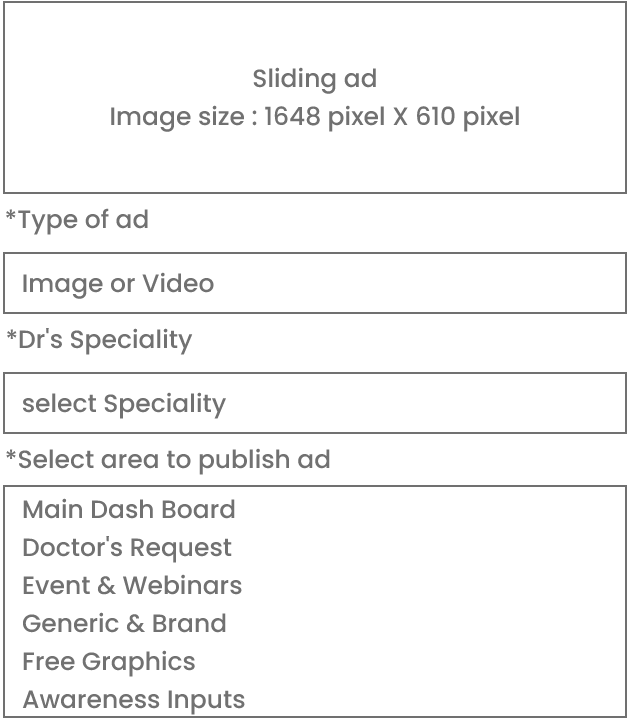 Sliding ad
Image size : 1648 pixel X 610 pixel
*Type of ad
Image or Video
*Dr's Speciality
select Speciality
*Select area to publish ad
Main Dash Board
Doctor's Request
Event & Webinars
Generic & Brand
Free Graphics
Awareness Inputs